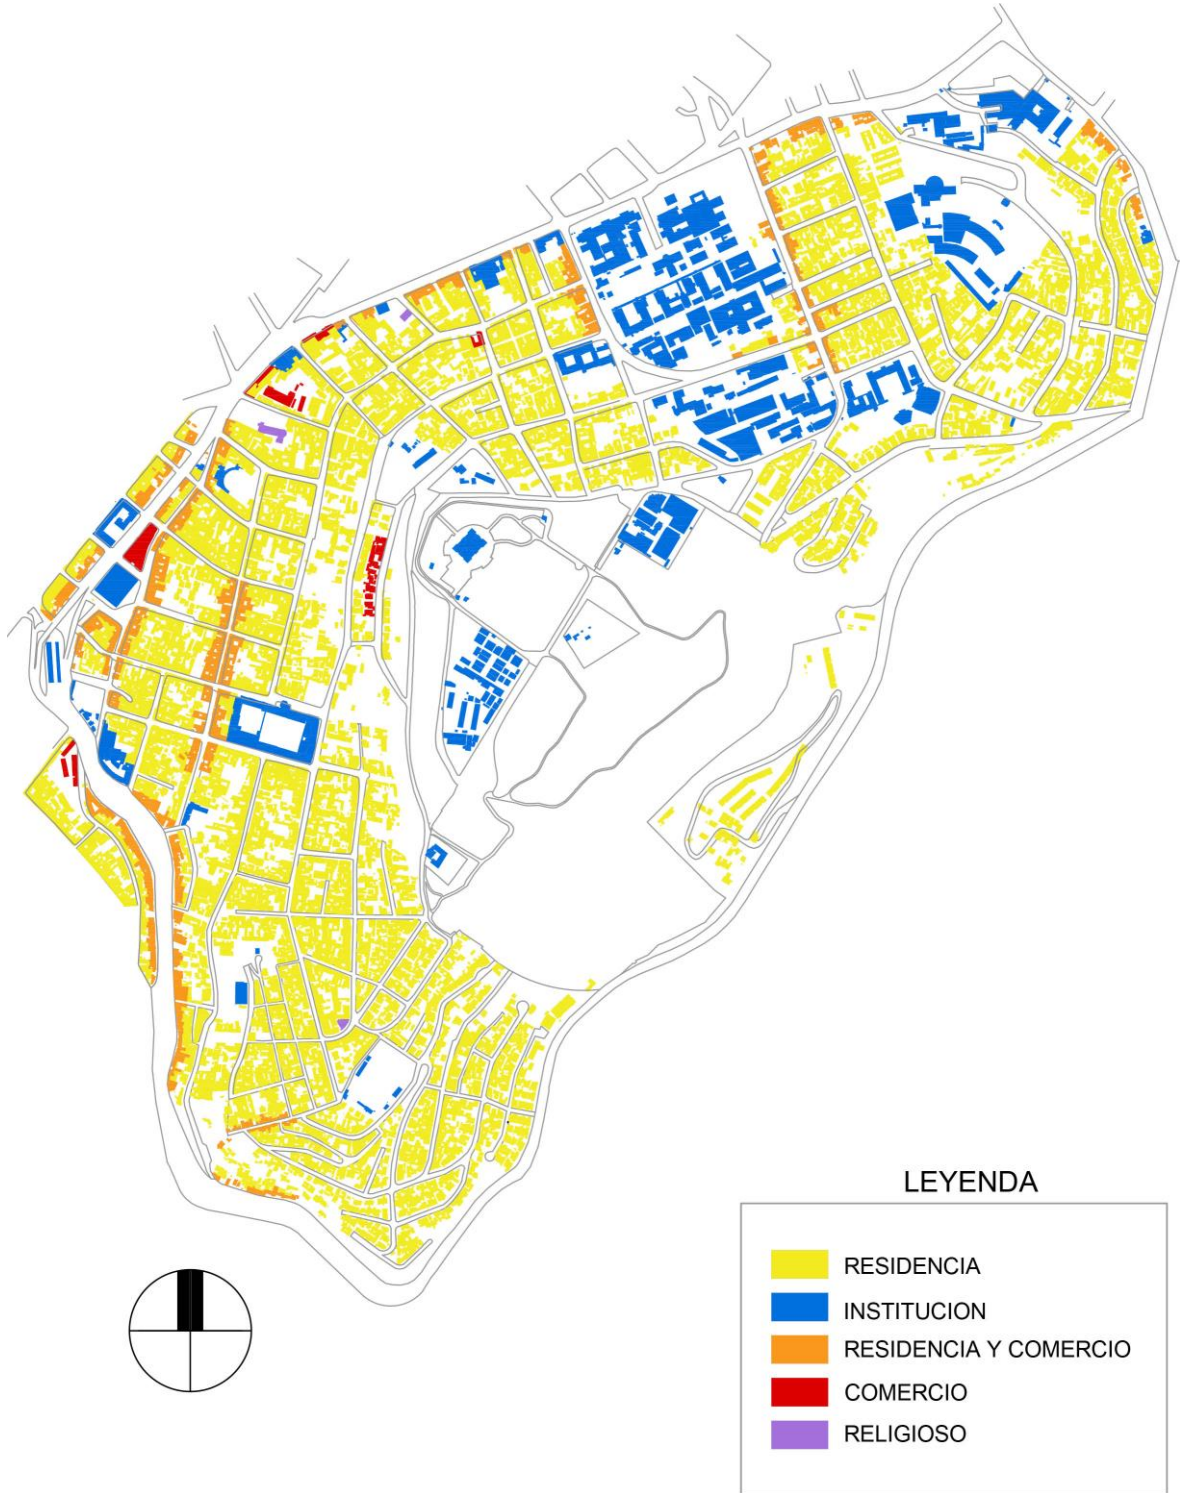 LEYENDA
RESIDENCIA
INSTITUCION
RESIDENCIA Y COMERCIO
COMERCIO
RELIGIOSO